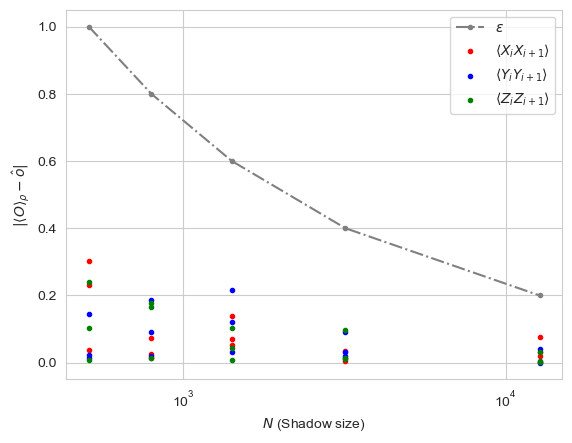 1.0
0.8
0.6
0.4
0.2
0.0
|⟨O⟩ρ − ô|
10³
10⁴
N (Shadow size)
ε
⟨XᵢXᵢ₊₁⟩
⟨YᵢYᵢ₊₁⟩
⟨ZᵢZᵢ₊₁⟩